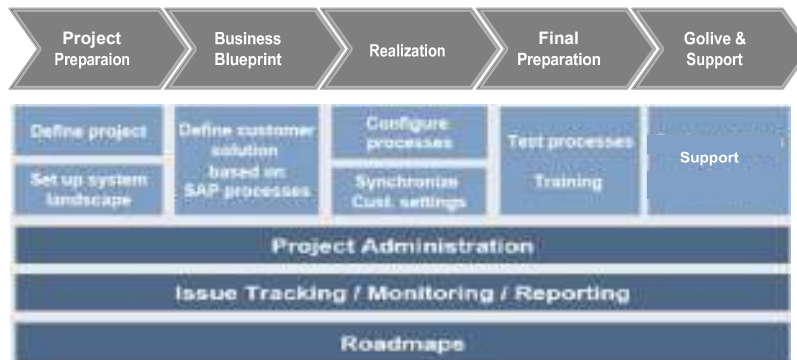 Project
Preparaion
Business
Blueprint
Realization
Final
Preparation
Golive &
Support
Define project
Set up system
landscape
Define customer
solution
based on
SAP processes
Configure
processes
Synchronize
Cust. settings
Test processes
Training
Support
Project Administration
Issue Tracking / Monitoring / Reporting
Roadmaps